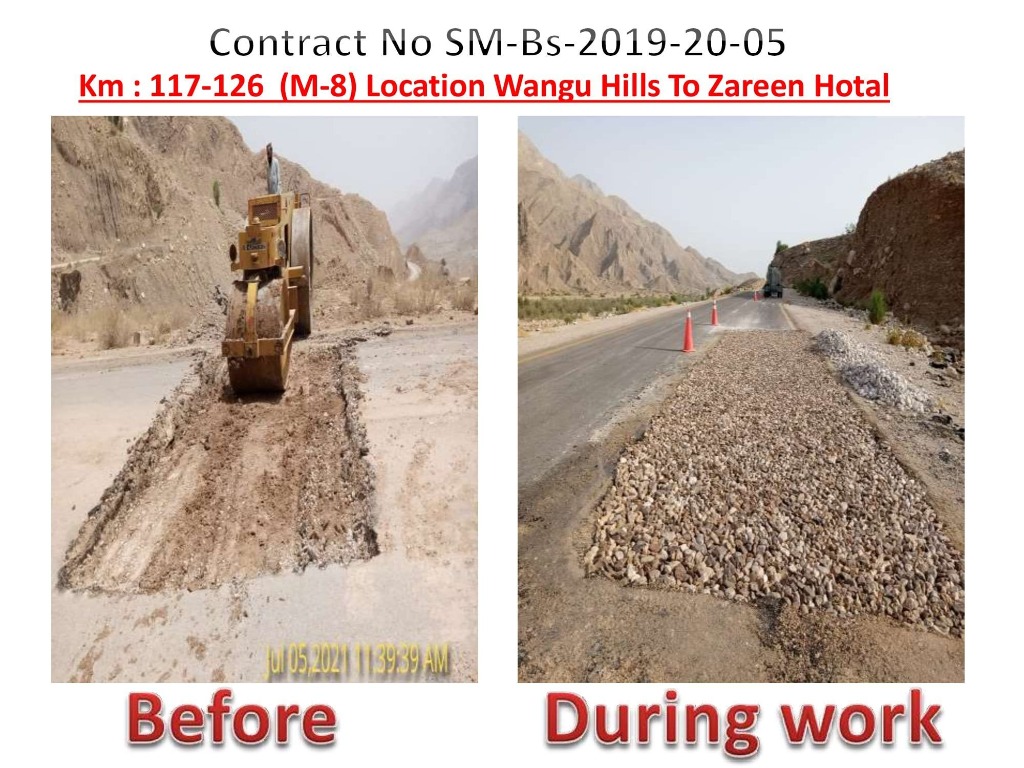 Contract No SM-Bs-2019-20-05
Km : 117-126 (M-8) Location Wangu Hills To Zareen Hotal
Jul 05,2021 11:39:39 AM
Before
During work